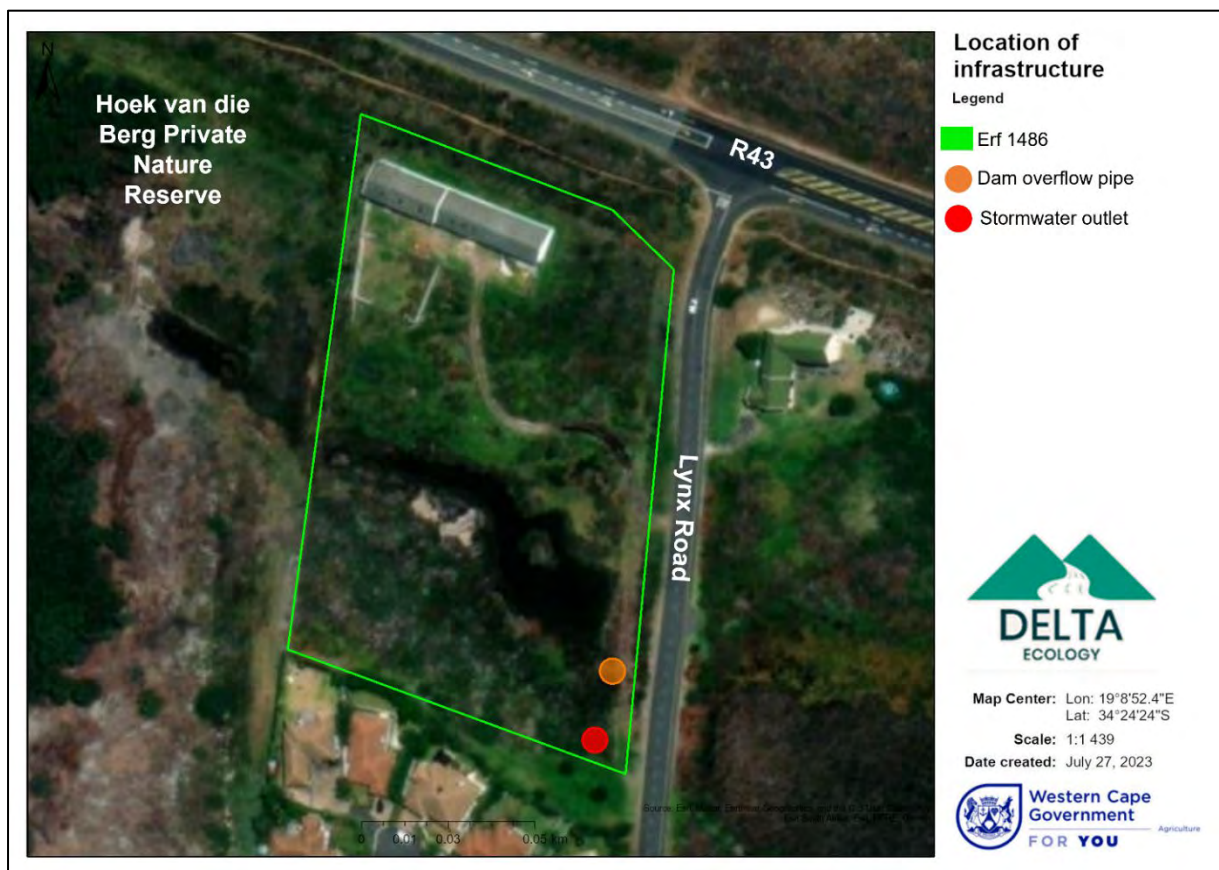 N
Hoek van die
Berg Private
Nature
Reserve
R43
Lynx Road
0 0.01 0.03 0.05 km
Location of
infrastructure
Legend
Erf 1486
Dam overflow pipe
Stormwater outlet
DELTA
ECOLOGY
Map Center: Lon: 19°8'52.4"E
Lat: 34°24'24"S
Scale: 1:1 439
Date created: July 27, 2023
Western Cape
Government
Agriculture
FOR YOU